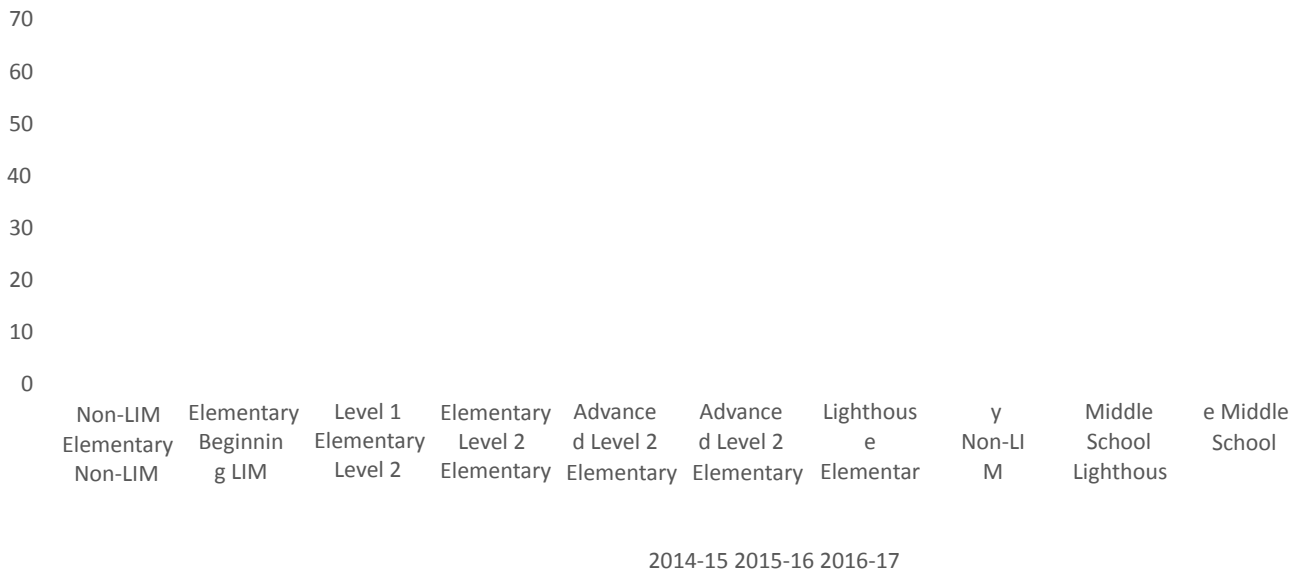 70
60
50
40
30
20
10
0
Non-LIM Elementary Level 1 Elementary Advance Advance Lighthous y Middle e Middle
Elementary Beginnin Elementary Level 2 d Level 2 d Level 2 e Non-LI School School
Non-LIM g LIM Level 2 Elementary Elementary Elementary Elementar M Lighthous
2014-15 2015-16 2016-17